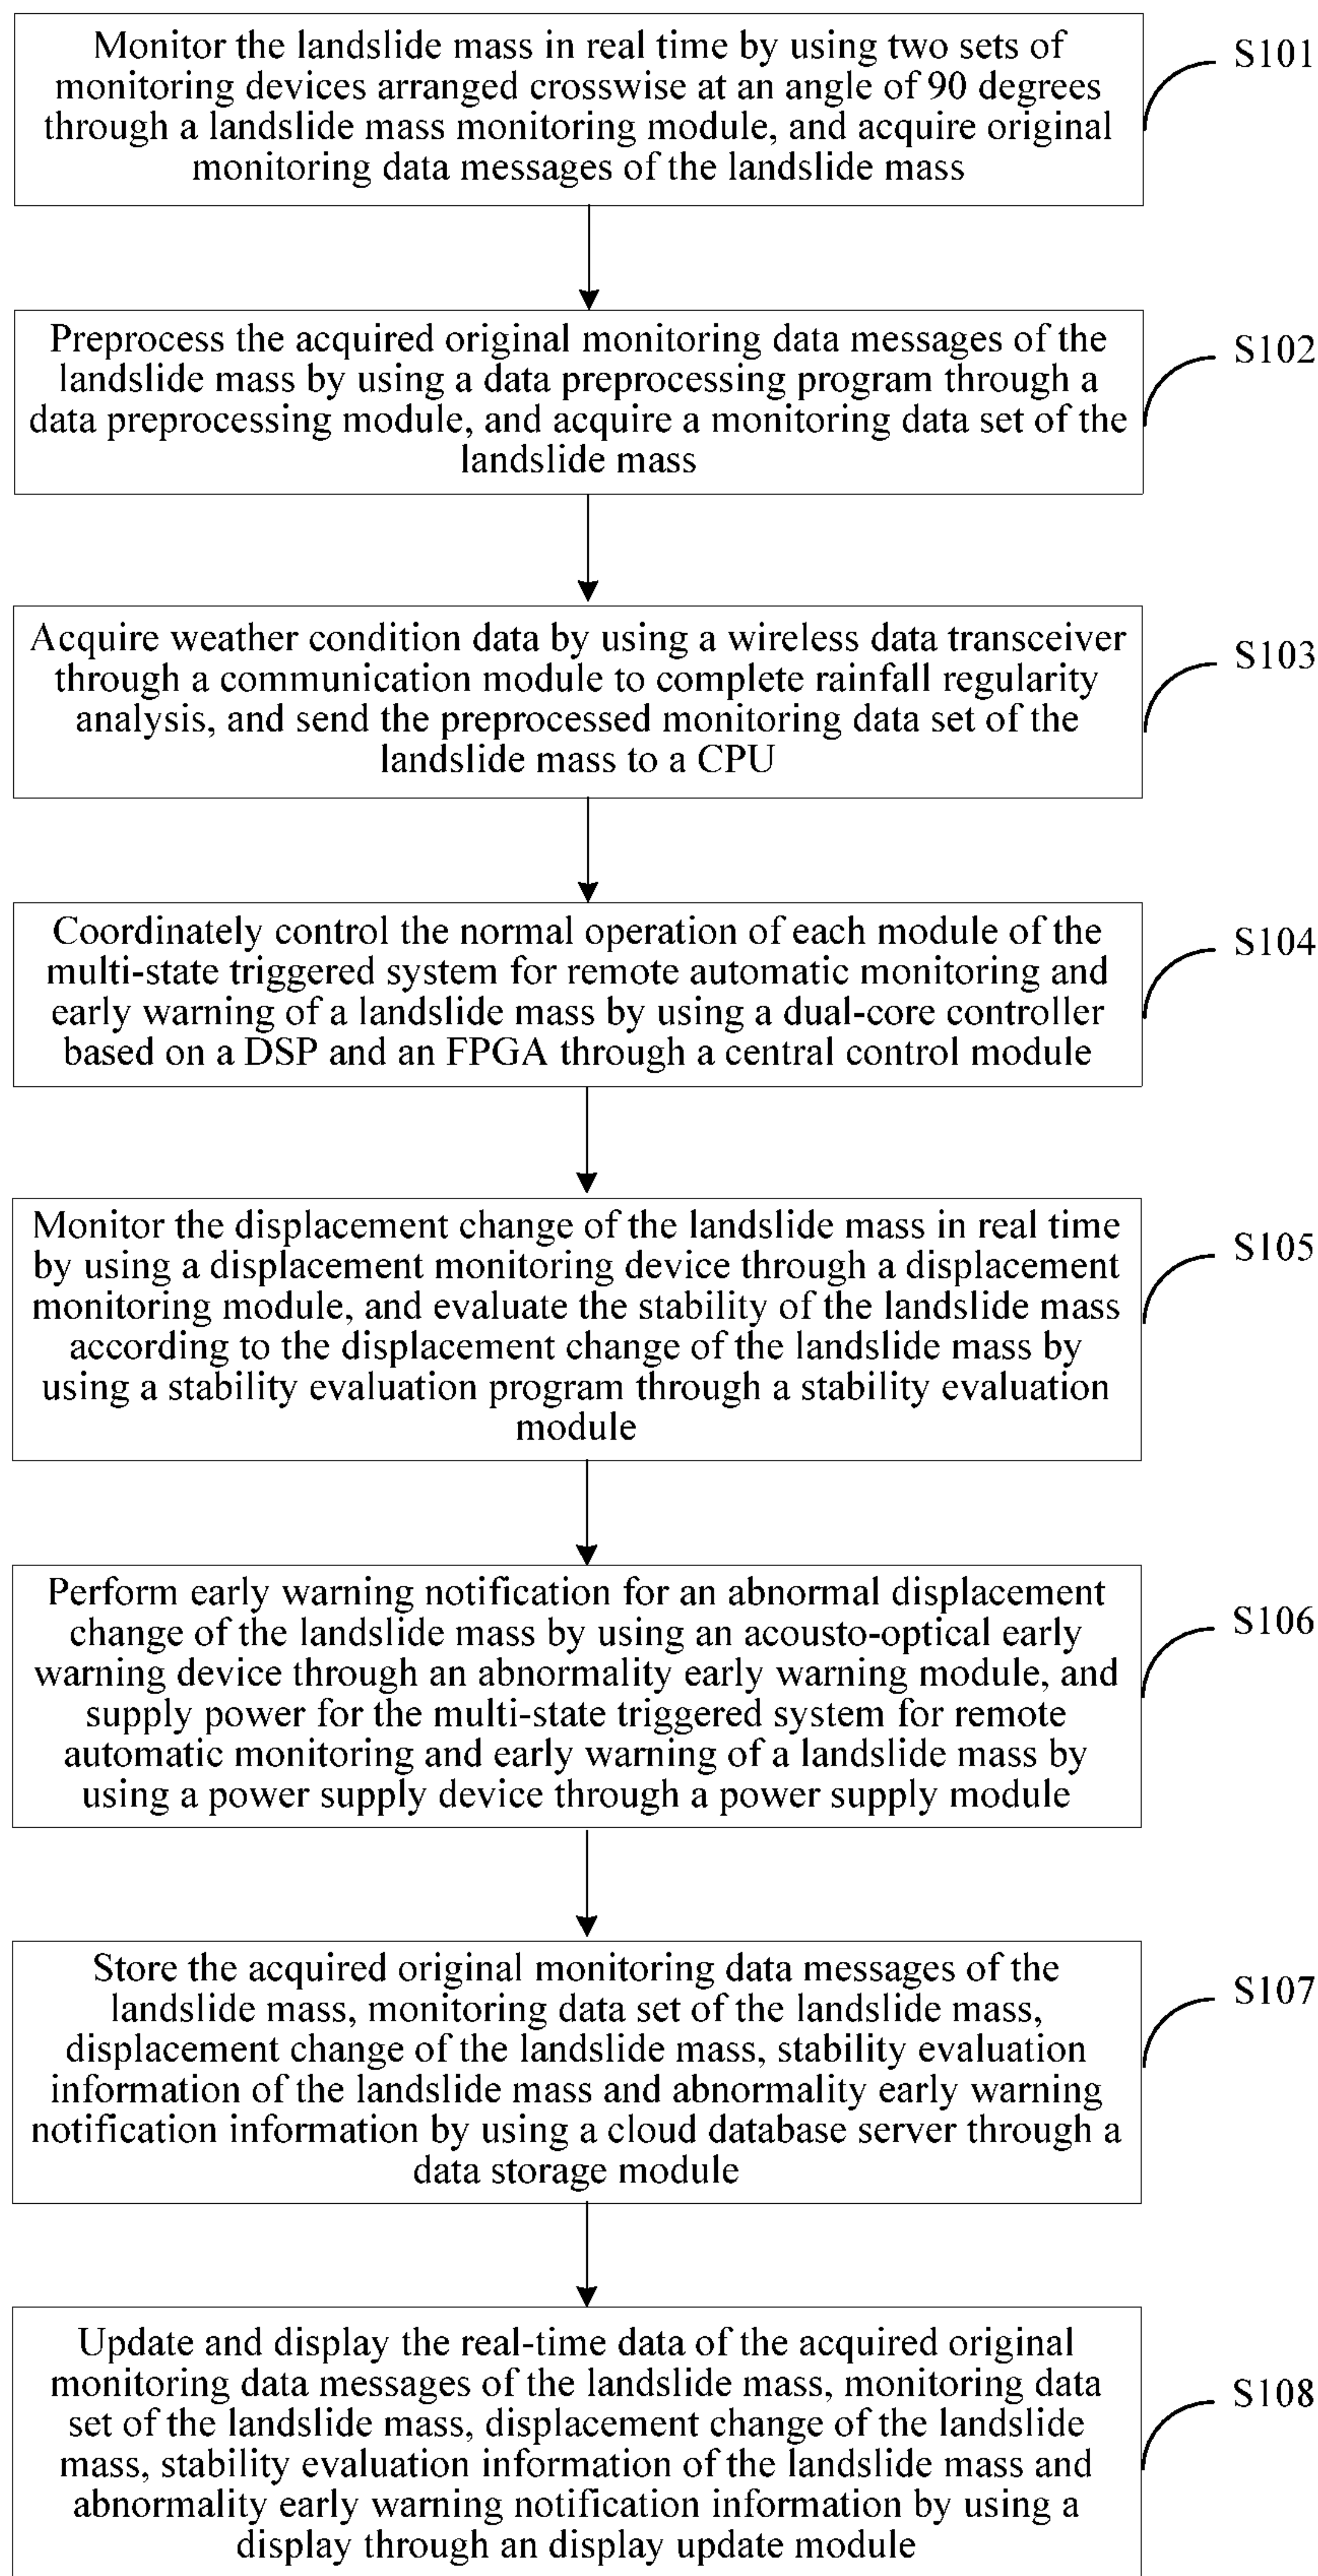 Monitor the landslide mass in real time by using two sets of
monitoring devices arranged crosswise at an angle of 90 degrees
through a landslide mass monitoring module, and acquire original
monitoring data messages of the landslide mass
S101
Preprocess the acquired original monitoring data messages of the
landslide mass by using a data preprocessing program through a
data preprocessing module, and acquire a monitoring data set of the
landslide mass
S102
Acquire weather condition data by using a wireless data transceiver
through a communication module to complete rainfall regularity
analysis, and send the preprocessed monitoring data set of the
landslide mass to a CPU
S103
Coordinately control the normal operation of each module of the
multi-state triggered system for remote automatic monitoring and
early warning of a landslide mass by using a dual-core controller
based on a DSP and an FPGA through a central control module
S104
Monitor the displacement change of the landslide mass in real time
by using a displacement monitoring device through a displacement
monitoring module, and evaluate the stability of the landslide mass
according to the displacement change of the landslide mass by
using a stability evaluation program through a stability evaluation
module
S105
Perform early warning notification for an abnormal displacement
change of the landslide mass by using an acousto-optical early
warning device through an abnormality early warning module, and
supply power for the multi-state triggered system for remote
automatic monitoring and early warning of a landslide mass by
using a power supply device through a power supply module
S106
Store the acquired original monitoring data messages of the
landslide mass, monitoring data set of the landslide mass,
displacement change of the landslide mass, stability evaluation
information of the landslide mass and abnormality early warning
notification information by using a cloud database server through a
data storage module
S107
Update and display the real-time data of the acquired original
monitoring data messages of the landslide mass, monitoring data
set of the landslide mass, displacement change of the landslide
mass, stability evaluation information of the landslide mass and
abnormality early warning notification information by using a
display through an display update module
S108